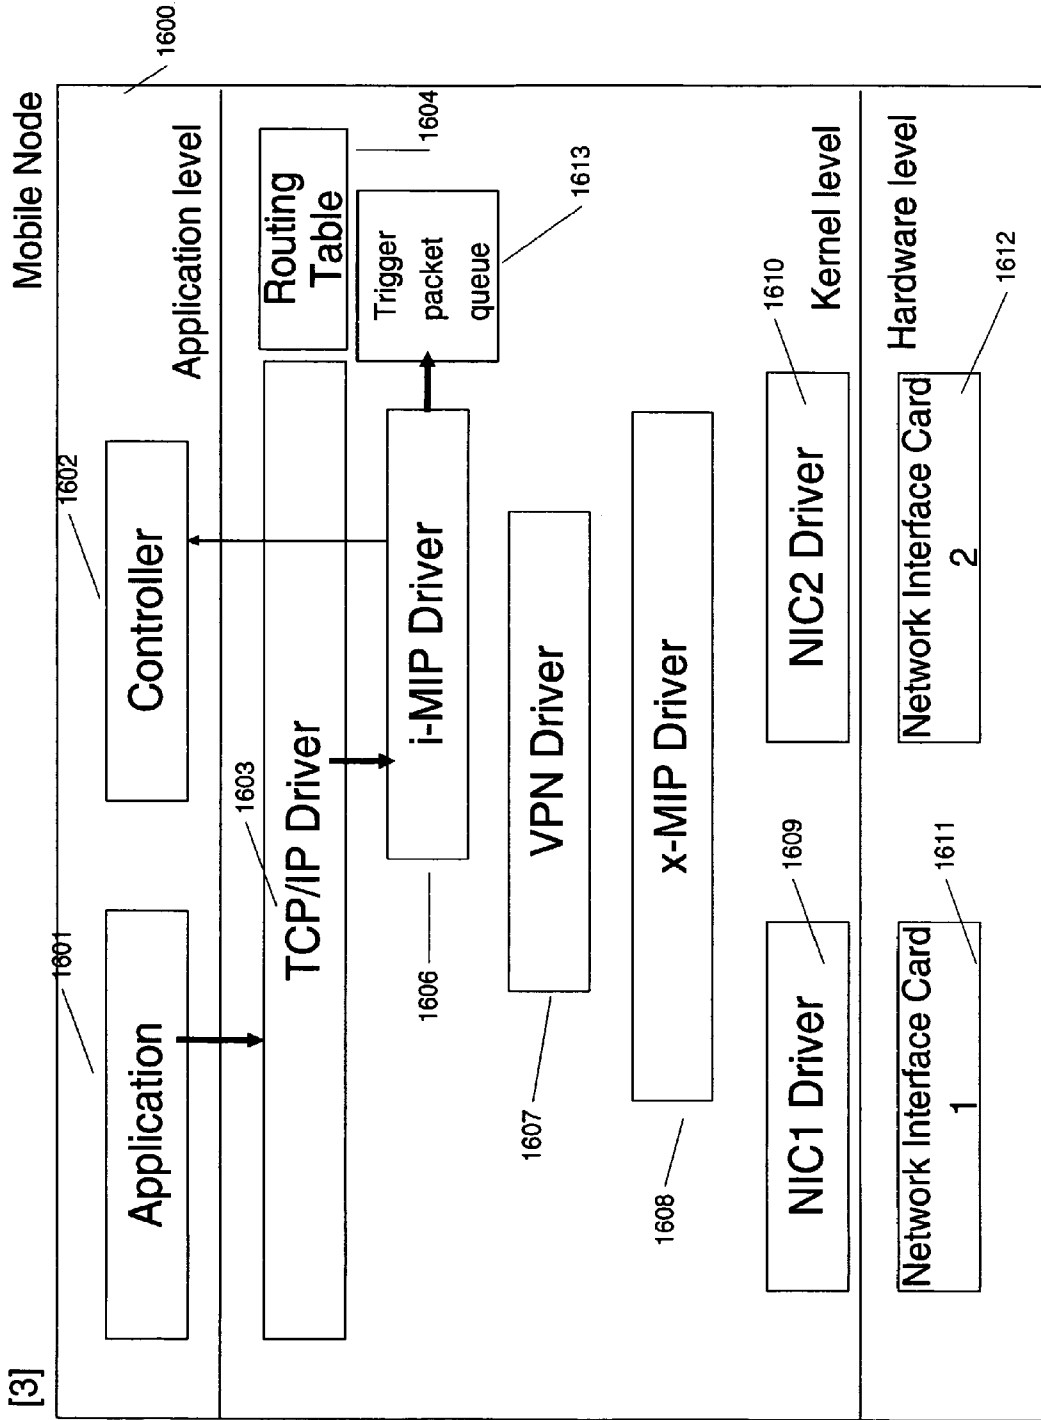 [3]
Mobile Node
1600
Application level
1601
Application
1602
Controller
1603
TCP/IP Driver
Routing
Table
1604
1606
i-MIP Driver
Trigger
packet
queue
1613
1607
VPN Driver
1608
x-MIP Driver
1609
NIC1 Driver
1610
NIC2 Driver
Kernel level
Hardware level
1611
Network Interface Card
1
1612
Network Interface Card
2